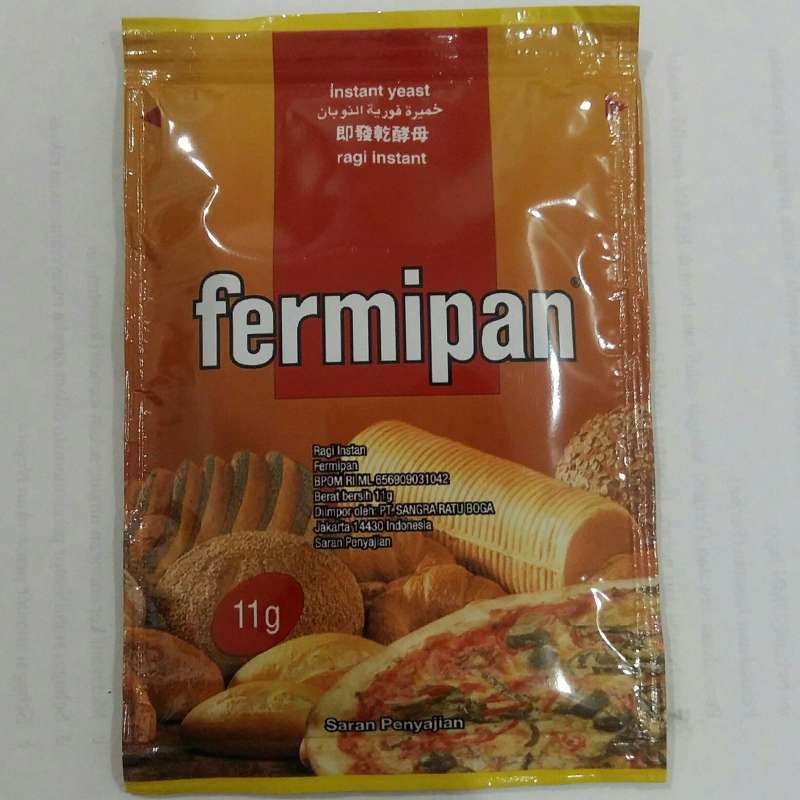 instant yeast
خميرة فورية الذوبان
即發乾酵母
ragi instant
fermipan®
Ragi Instan
Fermipan
BPOM RI ML 656909031042
Berat bersih 11g
Diimpor oleh: PT. SANGRA RATU BOGA
Jakarta 14430 Indonesia
Saran Penyajian
11g
Saran Penyajian